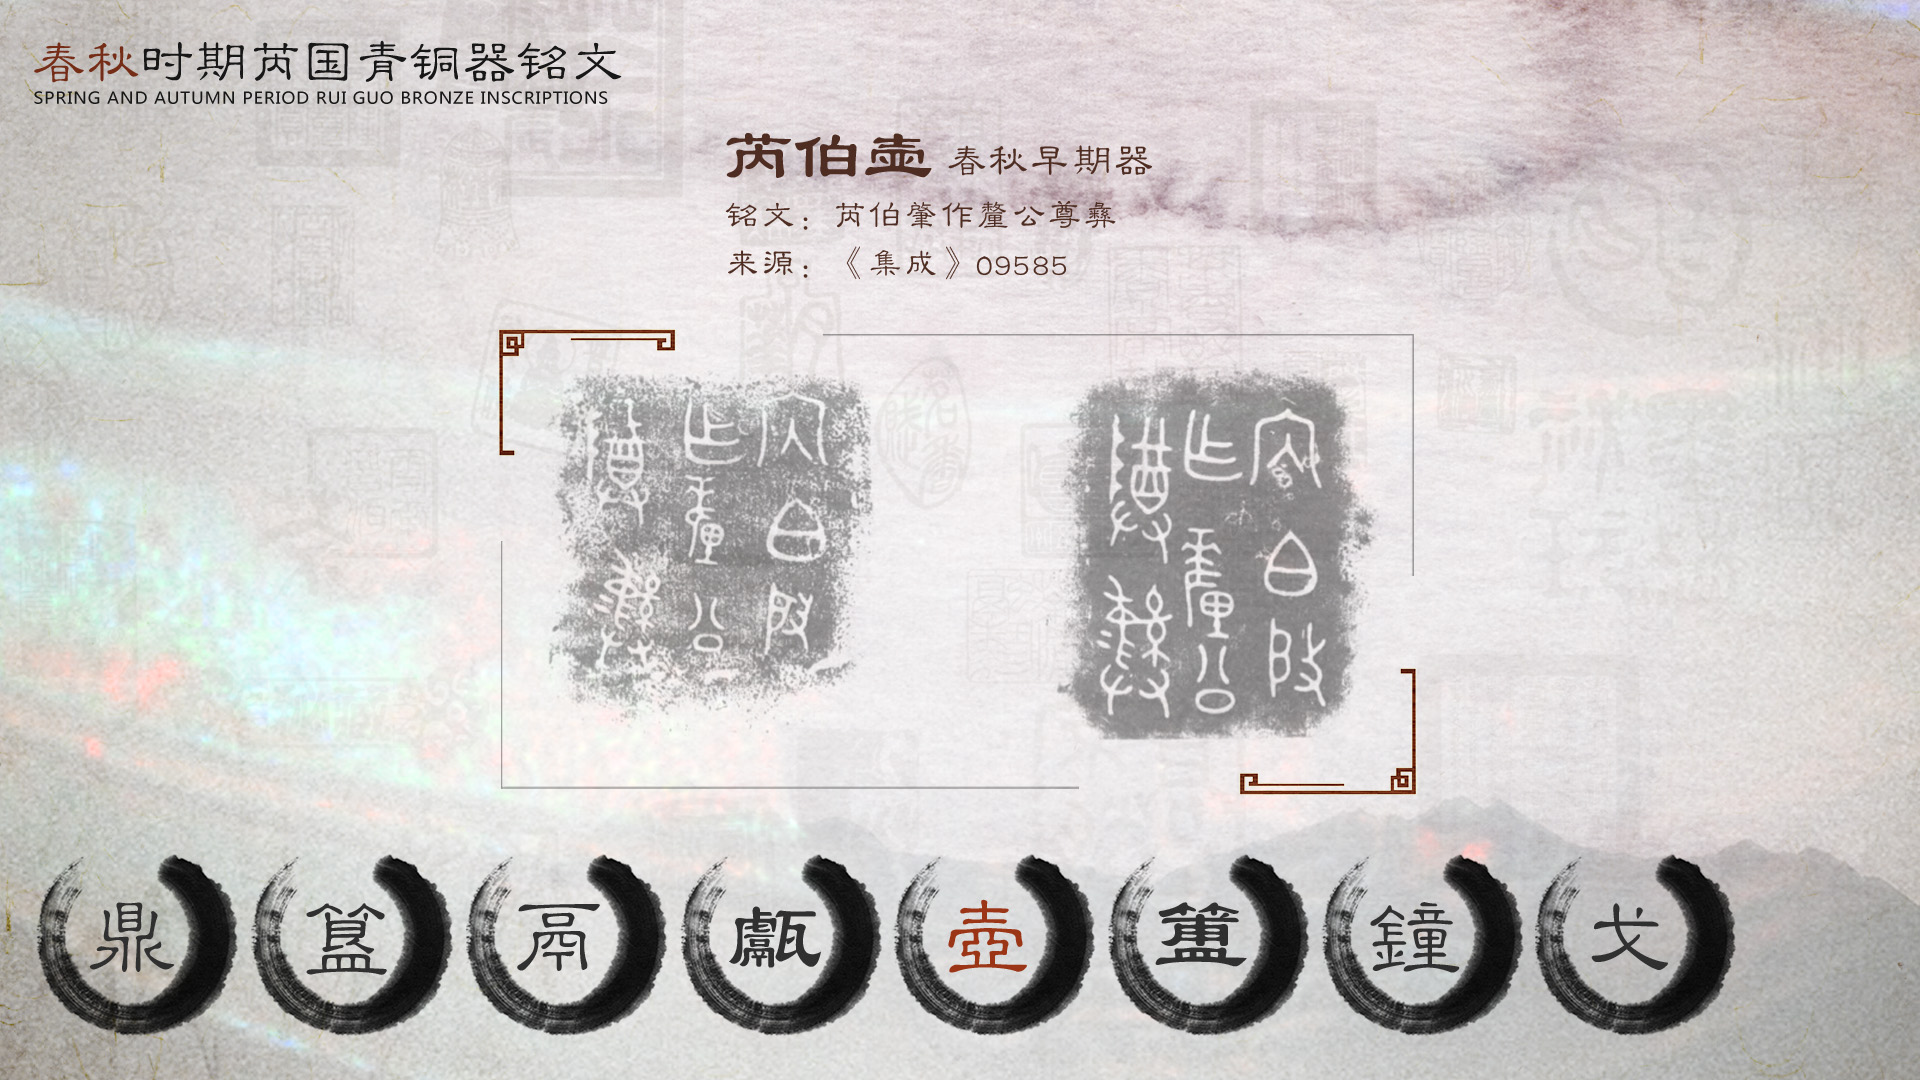 春秋时期芮国青铜器铭文
SPRING AND AUTUMN PERIOD RUI GUO BRONZE INSCRIPTIONS
芮伯壶 春秋早期器
铭文：芮伯肇作釐公尊彝
来源：《集成》09585
鼎
簋
鬲
甗
壺
簠
鐘
戈